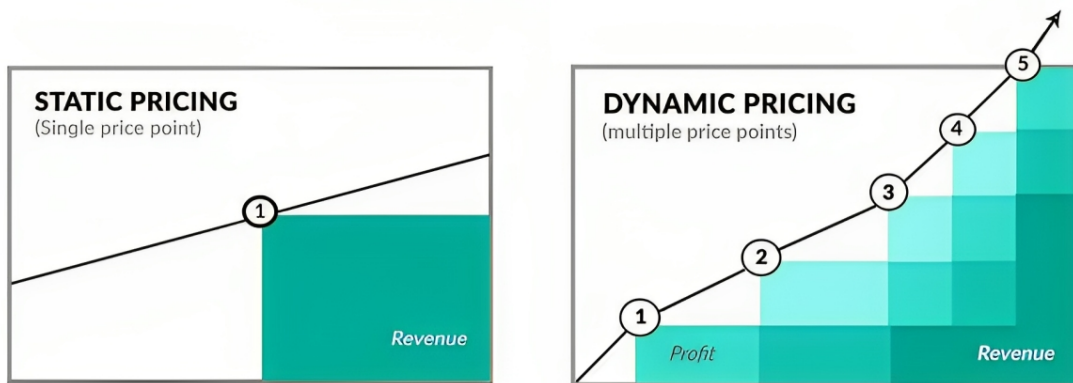 STATIC PRICING
(Single price point)
1
Revenue
DYNAMIC PRICING
(multiple price points)
5
4
3
2
1
Profit
Revenue